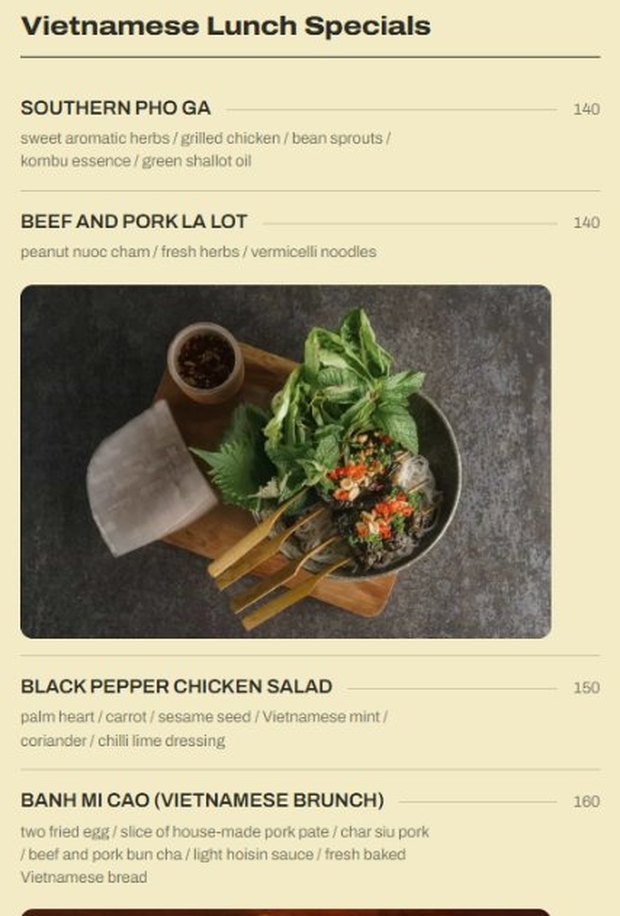 Vietnamese Lunch Specials
SOUTHERN PHO GA 140
sweet aromatic herbs / grilled chicken / bean sprouts /
kombu essence / green shallot oil
BEEF AND PORK LA LOT 140
peanut nuoc cham / fresh herbs / vermicelli noodles
BLACK PEPPER CHICKEN SALAD 150
palm heart / carrot / sesame seed / Vietnamese mint /
coriander / chilli lime dressing
BANH MI CAO (VIETNAMESE BRUNCH) 160
two fried egg / slice of house-made pork pate / char siu pork
/ beef and pork bun cha / light hoisin sauce / fresh baked
Vietnamese bread